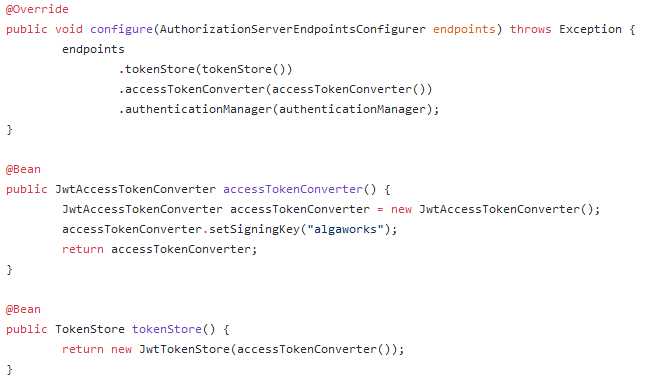 @Override
public void configure(AuthorizationServerEndpointsConfigurer endpoints) throws Exception {
        endpoints
                .tokenStore(tokenStore())
                .accessTokenConverter(accessTokenConverter())
                .authenticationManager(authenticationManager);
}

@Bean
public JwtAccessTokenConverter accessTokenConverter() {
        JwtAccessTokenConverter accessTokenConverter = new JwtAccessTokenConverter();
        accessTokenConverter.setSigningKey("algaworks");
        return accessTokenConverter;
}

@Bean
public TokenStore tokenStore() {
        return new JwtTokenStore(accessTokenConverter());
}